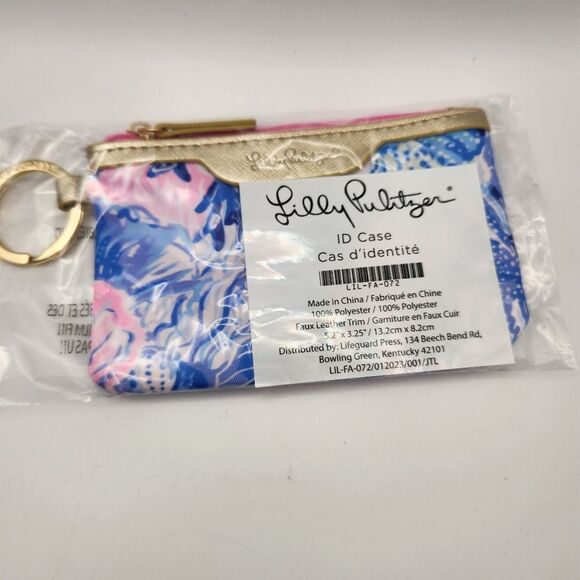 Lilly Pulitzer
Lilly Pulitzer®
ID Case
Cas d'identité
LIL-FA-072
Made in China / Fabriqué en Chine
100% Polyester / 100% Polyester
Faux Leather Trim / Garniture en Faux Cuir
5.2" x 3.25" / 13.2cm x 8.2cm
Distributed by: Lifeguard Press, 134 Beech Bend Rd,
Bowling Green, Kentucky 42101
LIL-FA-072/012023/001/JTL